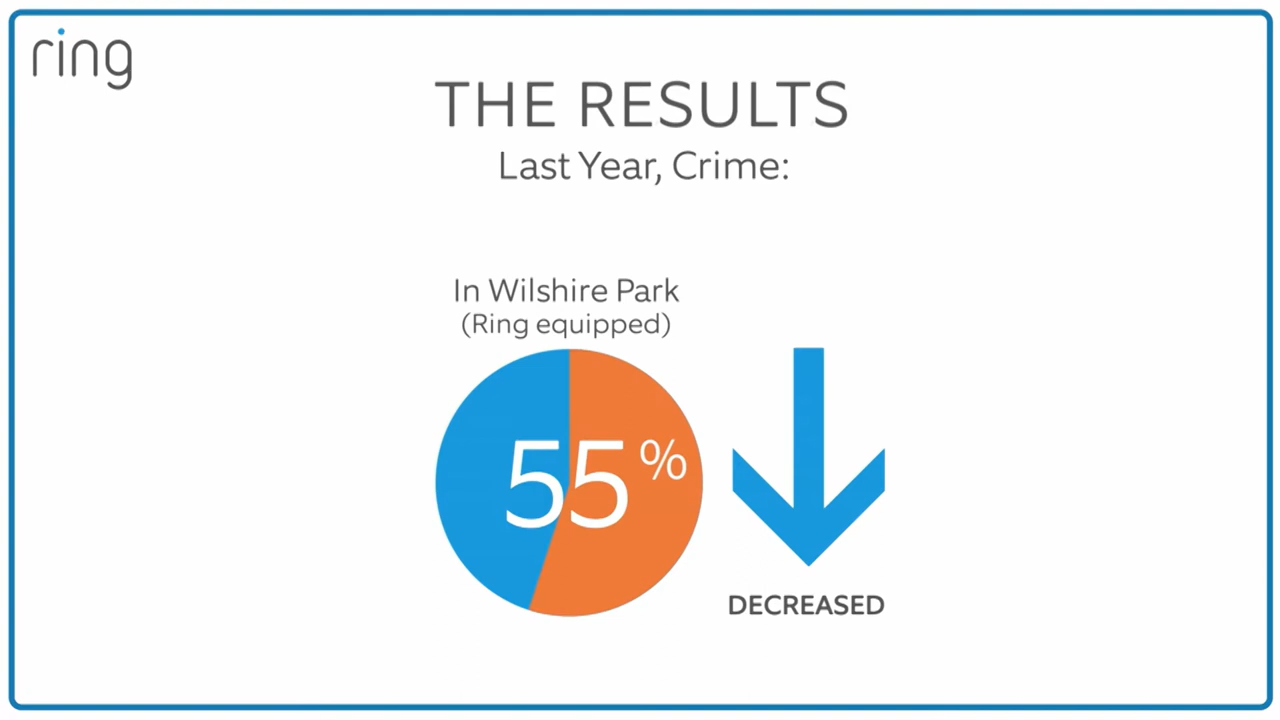 ring
THE RESULTS
Last Year, Crime:
In Wilshire Park
(Ring equipped)
55%
DECREASED